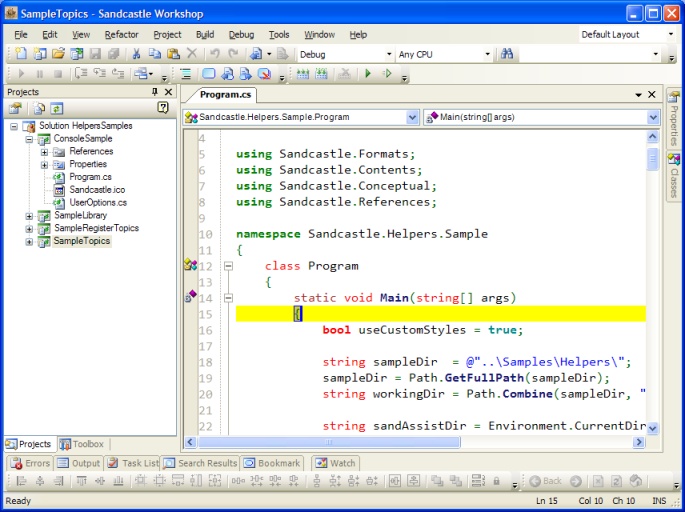 SampleTopics - Sandcastle Workshop
File Edit View Refactor Project Build Debug Tools Window Help Default Layout
Debug Any CPU
Projects
Solution HelpersSamples
ConsoleSample
References
Properties
Program.cs
Sandcastle.ico
UserOptions.cs
SampleLibrary
SampleRegisterTopics
SampleTopics
Projects Toolbox
Program.cs
Sandcastle.Helpers.Sample.Program Main(string[] args)
4
5 using Sandcastle.Formats;
6 using Sandcastle.Contents;
7 using Sandcastle.Conceptual;
8 using Sandcastle.References;
9
10 namespace Sandcastle.Helpers.Sample
11 {
12 class Program
13 {
14 static void Main(string[] args)
15 {
16 bool useCustomStyles = true;
17
18 string sampleDir  = @"..\Samples\Helpers\";
19 sampleDir = Path.GetFullPath(sampleDir);
20 string workingDir = Path.Combine(sampleDir, "
21
22 string sandAssistDir = Environment.CurrentDir
Properties
Classes
Errors Output Task List Search Results Bookmark Watch
Back
Ready Ln 15 Col 10 Ch 10 INS